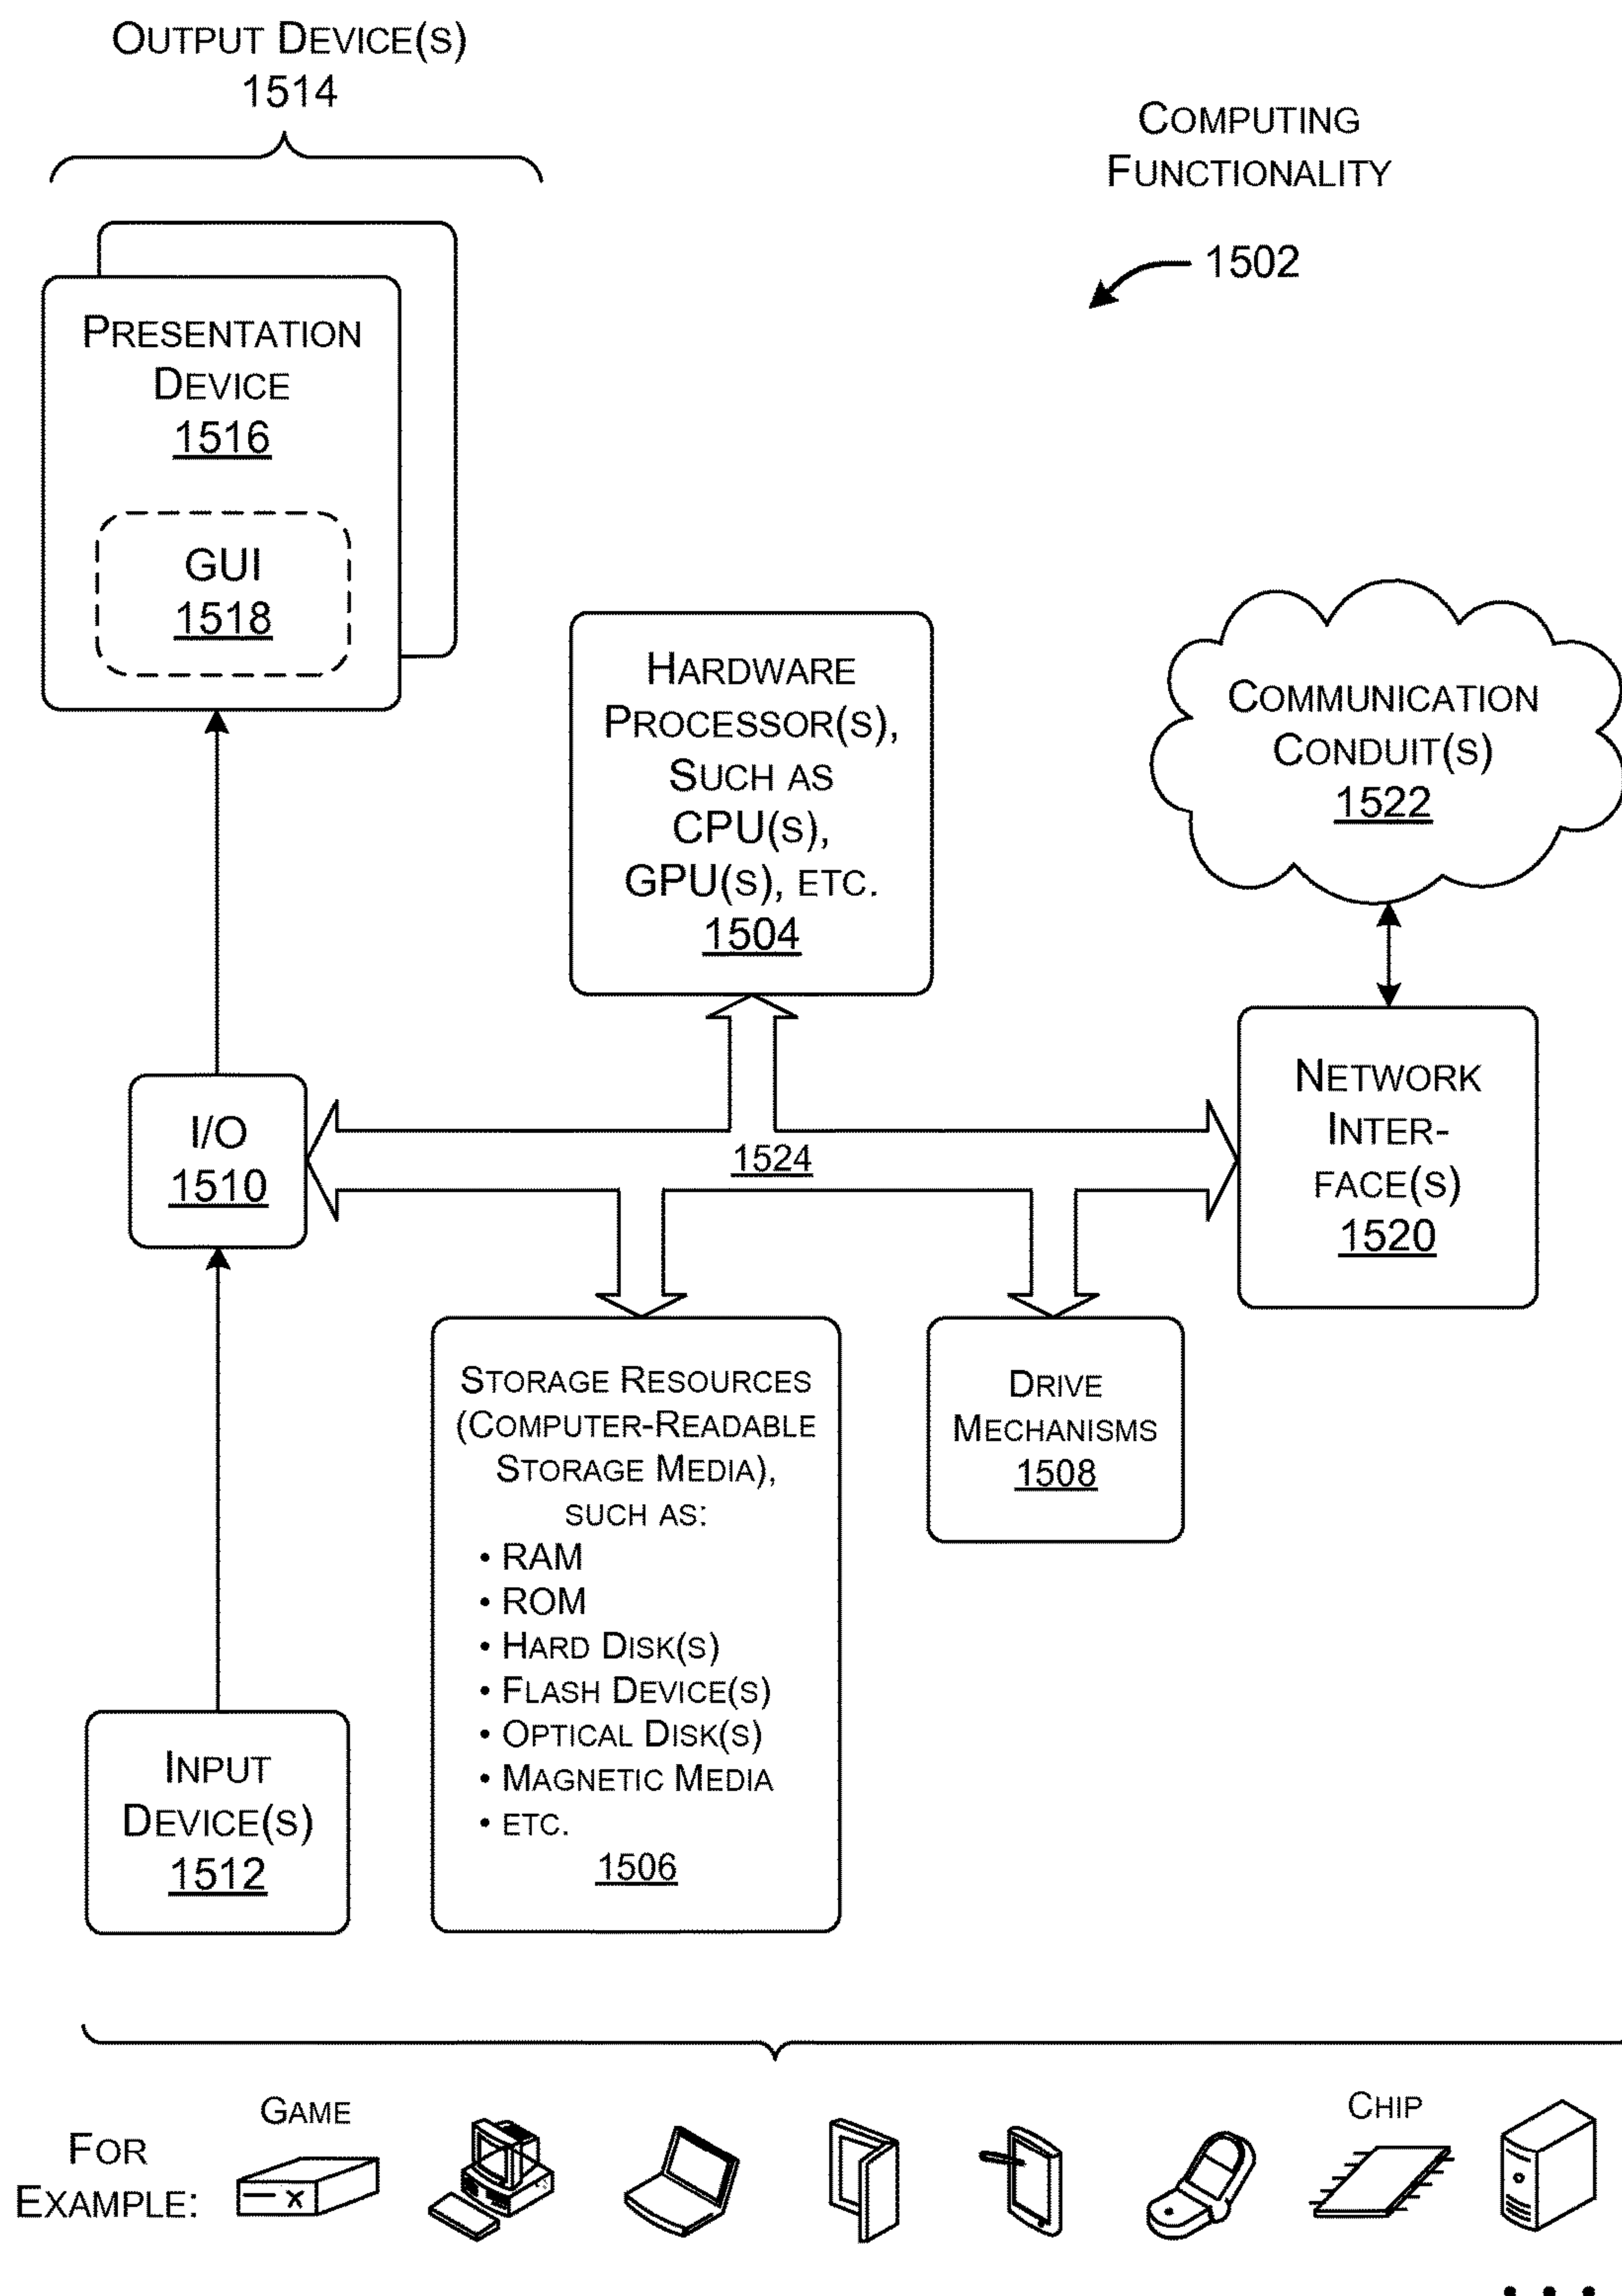 OUTPUT DEVICE(S)
1514
COMPUTING
FUNCTIONALITY
1502
PRESENTATION
DEVICE
1516
GUI
1518
HARDWARE
PROCESSOR(S),
SUCH AS
CPU(S),
GPU(S), ETC.
1504
COMMUNICATION
CONDUIT(S)
1522
I/O
1510
1524
NETWORK
INTER-
FACE(S)
1520
STORAGE RESOURCES
(COMPUTER-READABLE
STORAGE MEDIA),
SUCH AS:
• RAM
• ROM
• HARD DISK(S)
• FLASH DEVICE(S)
• OPTICAL DISK(S)
• MAGNETIC MEDIA
• ETC.
1506
DRIVE
MECHANISMS
1508
INPUT
DEVICE(S)
1512
FOR
EXAMPLE:
GAME
X
CHIP